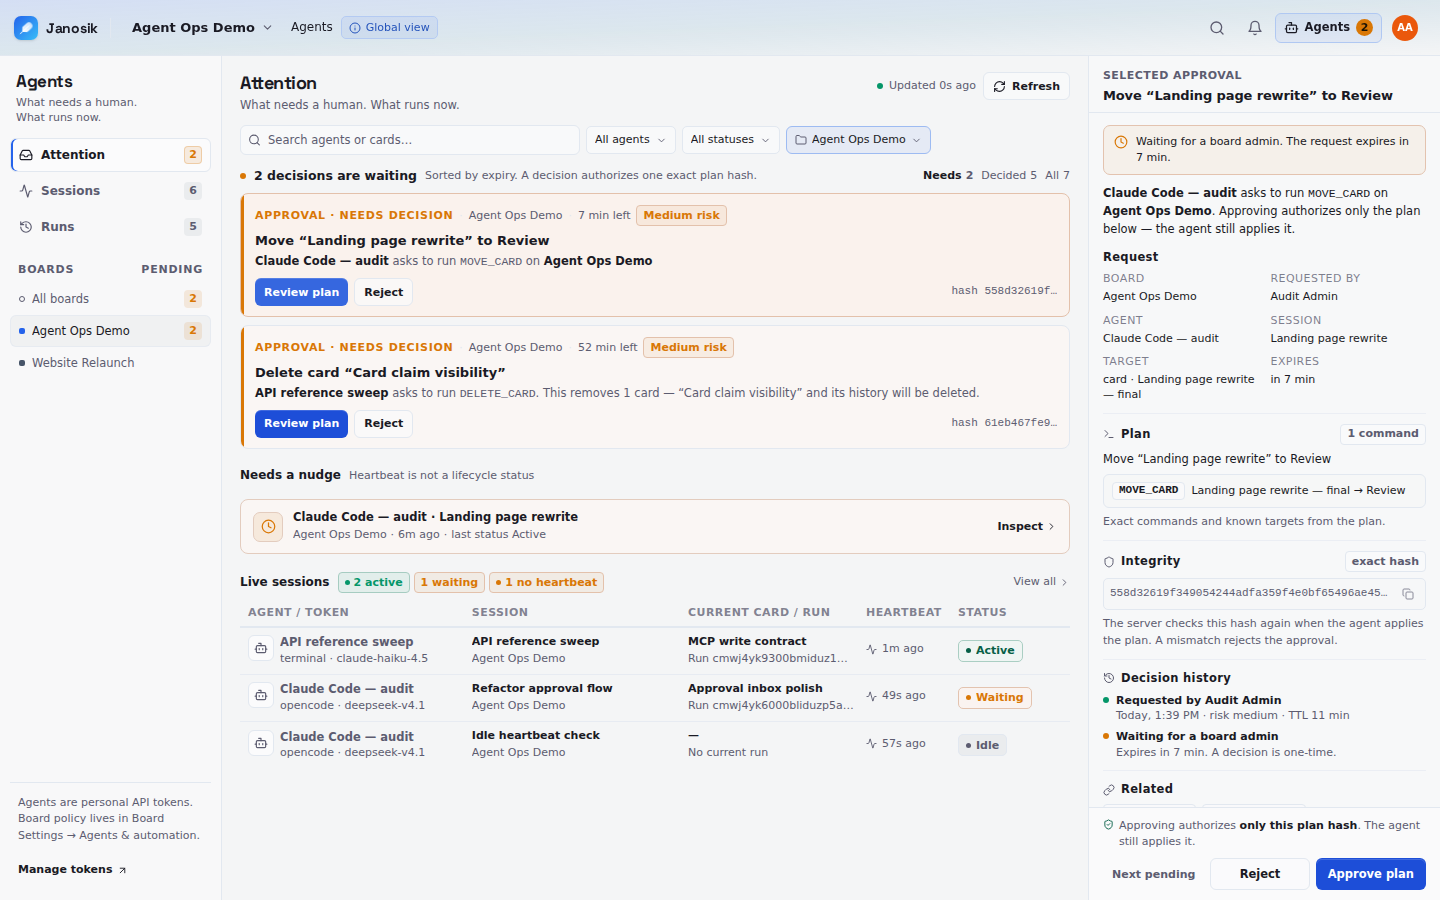 Janosik
Agent Ops Demo
Agents
Global view
Agents 2
AA
Agents
What needs a human.
What runs now.
Attention 2
Sessions 6
Runs 5
BOARDS PENDING
All boards 2
Agent Ops Demo 2
Website Relaunch
Agents are personal API tokens.
Board policy lives in Board
Settings → Agents & automation.
Manage tokens
Attention
What needs a human. What runs now.
Updated 0s ago
Refresh
Search agents or cards…
All agents
All statuses
Agent Ops Demo
2 decisions are waiting Sorted by expiry. A decision authorizes one exact plan hash.
Needs 2 Decided 5 All 7
APPROVAL · NEEDS DECISION Agent Ops Demo 7 min left Medium risk
Move “Landing page rewrite” to Review
Claude Code — audit asks to run MOVE_CARD on Agent Ops Demo
Review plan Reject hash 558d32619f…
APPROVAL · NEEDS DECISION Agent Ops Demo 52 min left Medium risk
Delete card “Card claim visibility”
API reference sweep asks to run DELETE_CARD. This removes 1 card — “Card claim visibility” and its history will be deleted.
Review plan Reject hash 61eb467fe9…
Needs a nudge Heartbeat is not a lifecycle status
Claude Code — audit · Landing page rewrite
Agent Ops Demo · 6m ago · last status Active
Inspect
Live sessions 2 active 1 waiting 1 no heartbeat View all
AGENT / TOKEN SESSION CURRENT CARD / RUN HEARTBEAT STATUS
API reference sweep API reference sweep MCP write contract 1m ago Active
terminal · claude-haiku-4.5 Agent Ops Demo Run cmwj4yk9300bmiduz1…
Claude Code — audit Refactor approval flow Approval inbox polish 49s ago Waiting
opencode · deepseek-v4.1 Agent Ops Demo Run cmwj4yk6000bliduzp5a…
Claude Code — audit Idle heartbeat check — 57s ago Idle
opencode · deepseek-v4.1 Agent Ops Demo No current run
SELECTED APPROVAL
Move “Landing page rewrite” to Review
Waiting for a board admin. The request expires in
7 min.
Claude Code — audit asks to run MOVE_CARD on
Agent Ops Demo. Approving authorizes only the plan
below — the agent still applies it.
Request
BOARD REQUESTED BY
Agent Ops Demo Audit Admin
AGENT SESSION
Claude Code — audit Landing page rewrite
TARGET EXPIRES
card · Landing page rewrite in 7 min
— final
Plan 1 command
Move “Landing page rewrite” to Review
MOVE_CARD Landing page rewrite — final → Review
Exact commands and known targets from the plan.
Integrity exact hash
558d32619f349054244adfa359f4e0bf65496ae45…
The server checks this hash again when the agent applies
the plan. A mismatch rejects the approval.
Decision history
Requested by Audit Admin
Today, 1:39 PM · risk medium · TTL 11 min
Waiting for a board admin
Expires in 7 min. A decision is one-time.
Related
Approving authorizes only this plan hash. The agent
still applies it.
Next pending Reject Approve plan